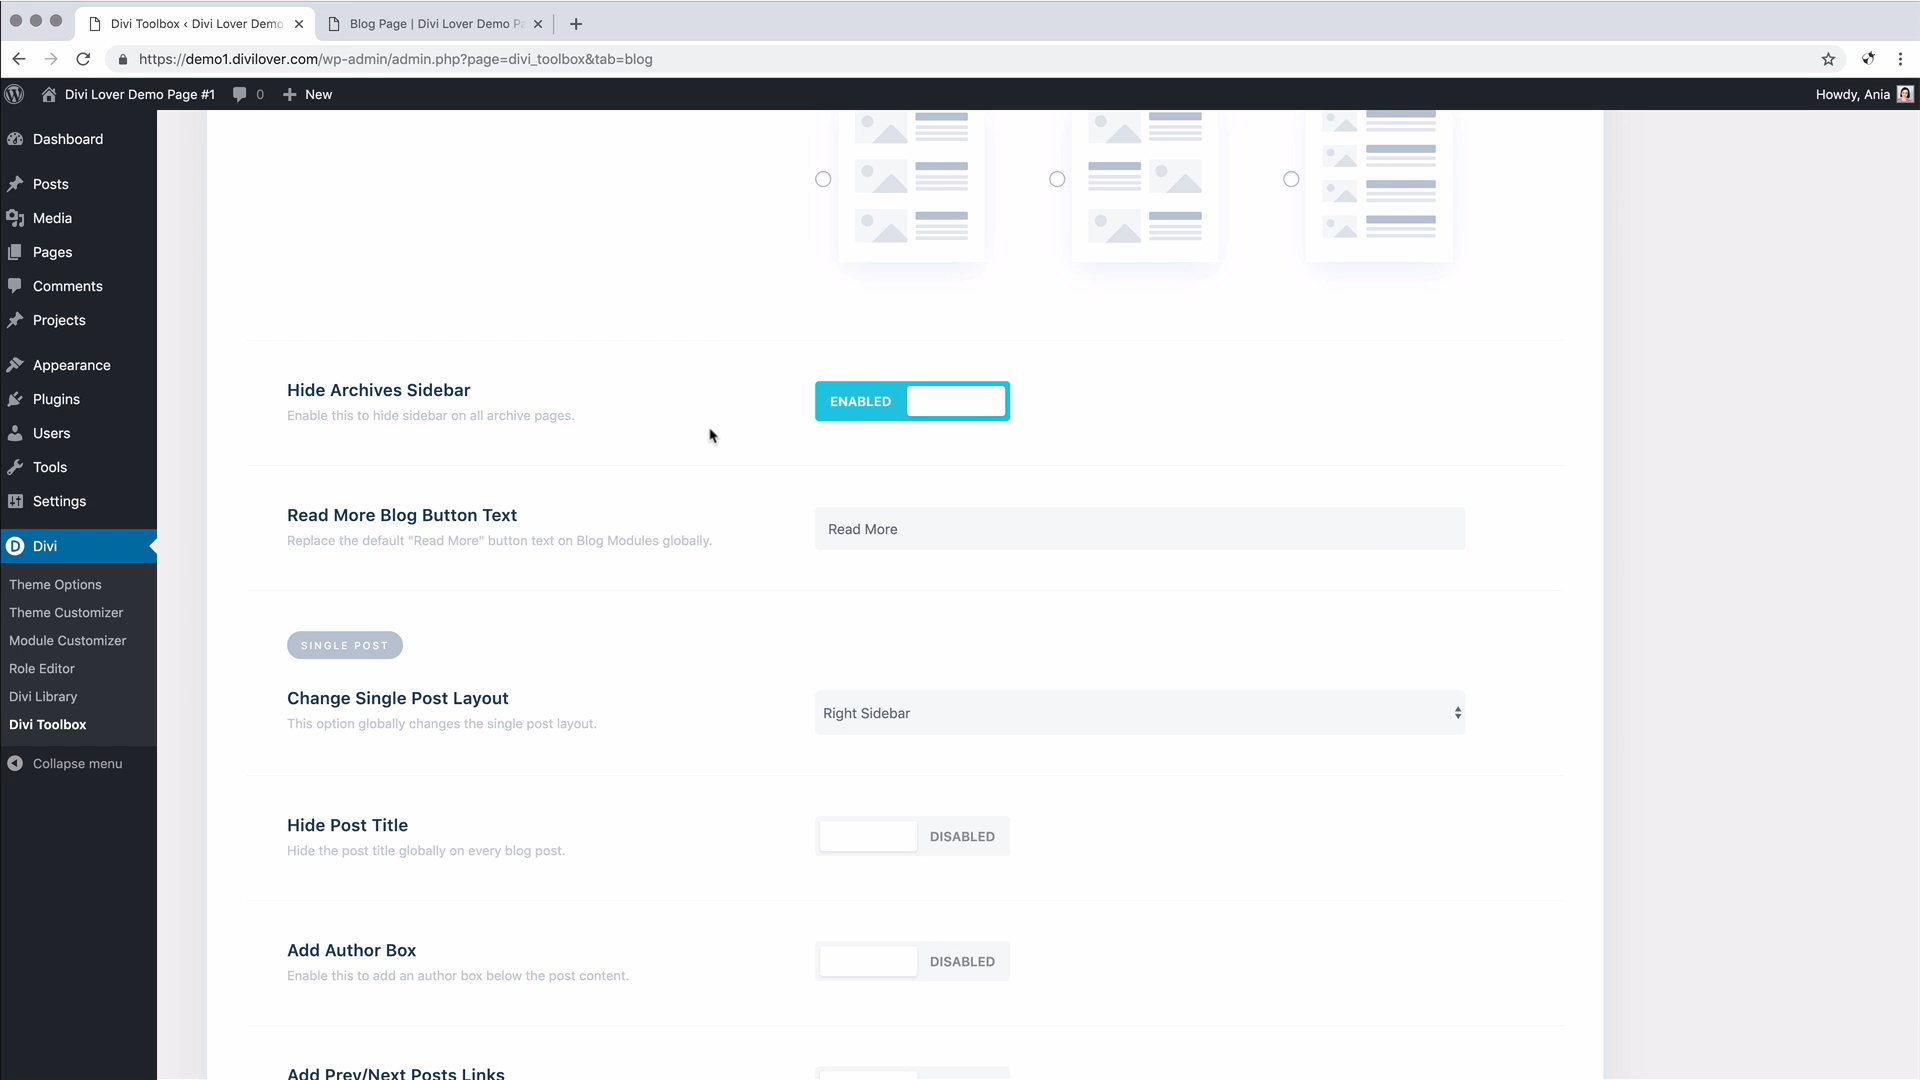 Divi Toolbox ‹ Divi Lover Demo
Blog Page | Divi Lover Demo
https://demo1.divilover.com/wp-admin/admin.php?page=divi_toolbox&tab=blog
Divi Lover Demo Page #1
0
New
Howdy, Ania
Dashboard
Posts
Media
Pages
Comments
Projects
Appearance
Plugins
Users
Tools
Settings
Divi
Theme Options
Theme Customizer
Module Customizer
Role Editor
Divi Library
Divi Toolbox
Collapse menu
Hide Archives Sidebar
Enable this to hide sidebar on all archive pages.
ENABLED
Read More Blog Button Text
Replace the default "Read More" button text on Blog Modules globally.
Read More
SINGLE POST
Change Single Post Layout
This option globally changes the single post layout.
Right Sidebar
Hide Post Title
Hide the post title globally on every blog post.
DISABLED
Add Author Box
Enable this to add an author box below the post content.
DISABLED
Add Prev/Next Posts Links